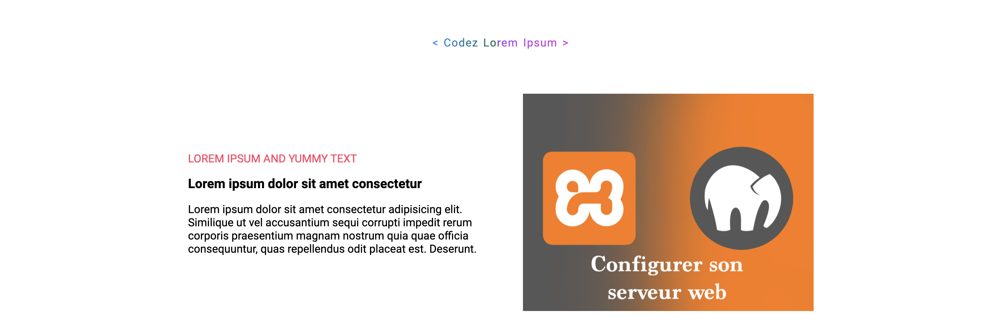 < Codez Lorem Ipsum >
LOREM IPSUM AND YUMMY TEXT
Lorem ipsum dolor sit amet consectetur
Lorem ipsum dolor sit amet consectetur adipisicing elit.
Similique ut vel accusantium sequi corrupti impedit rerum
corporis praesentium magnam nostrum quia quae officia
consequuntur, quas repellendus odit placeat est. Deserunt.
Configurer son
serveur web